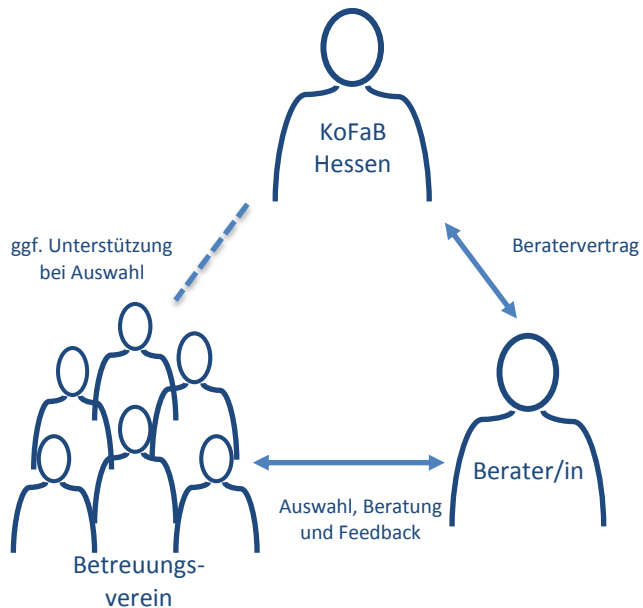 KoFaB
Hessen
ggf. Unterstützung
bei Auswahl
Beratervertrag
Berater/in
Auswahl, Beratung
und Feedback
Betreuungs-
verein